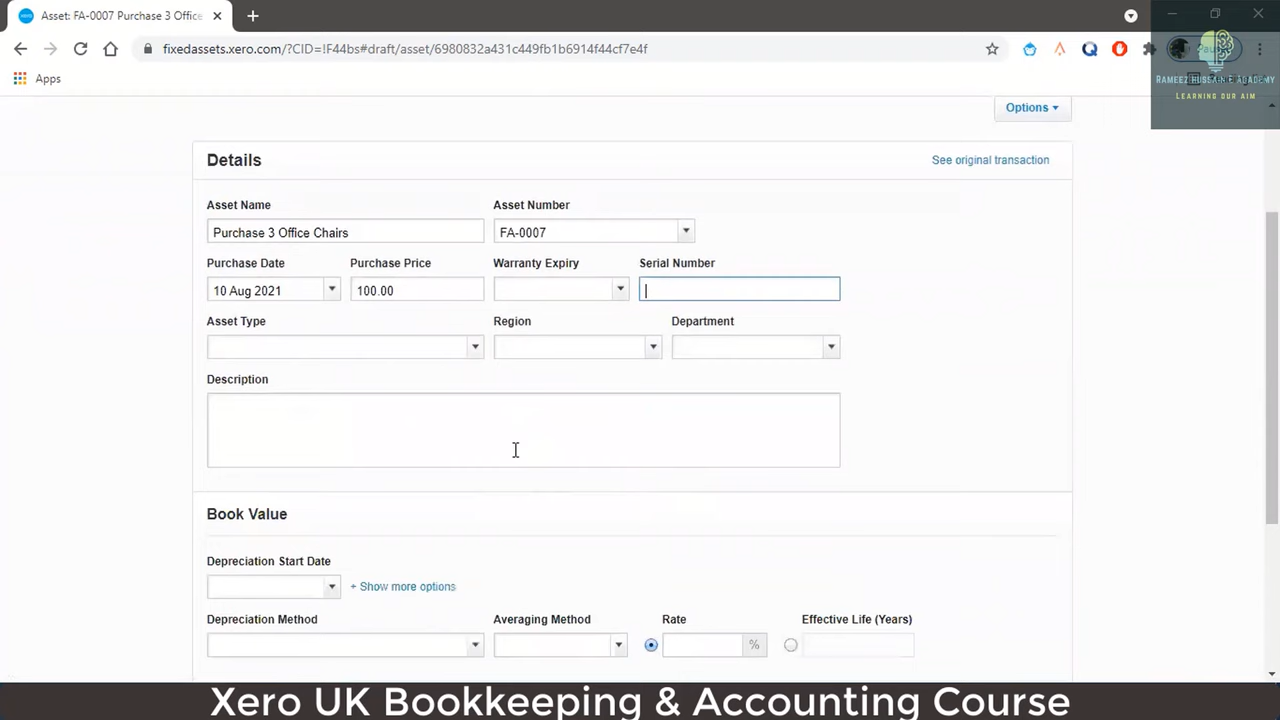 Asset: FA-0007 Purchase 3 Office
fixedassets.xero.com/?CID=!F44bs#draft/asset/6980832a431c449fb1b6914f44cf7e4f
Apps
RAMEEZ HUSSAIN E ACADEMY
LEARNING OUR AIM
Options
Details
See original transaction
Asset Name
Asset Number
Purchase 3 Office Chairs
FA-0007
Purchase Date
Purchase Price
Warranty Expiry
Serial Number
10 Aug 2021
100.00
Asset Type
Region
Department
Description
Book Value
Depreciation Start Date
+ Show more options
Depreciation Method
Averaging Method
Rate
Effective Life (Years)
%
Xero UK Bookkeeping & Accounting Course